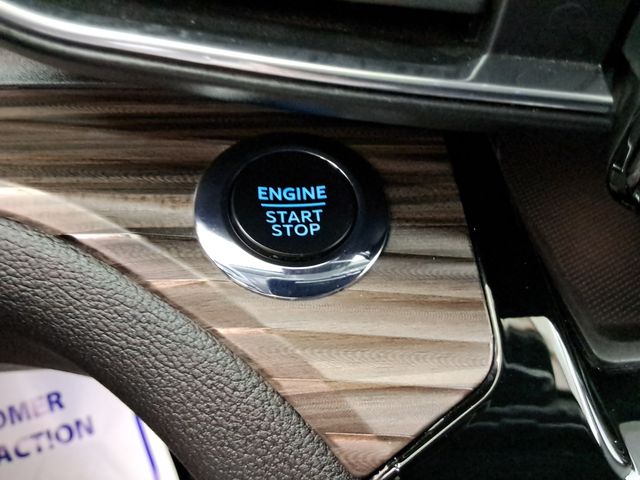 ENGINE
START
STOP
OMER
ACTION